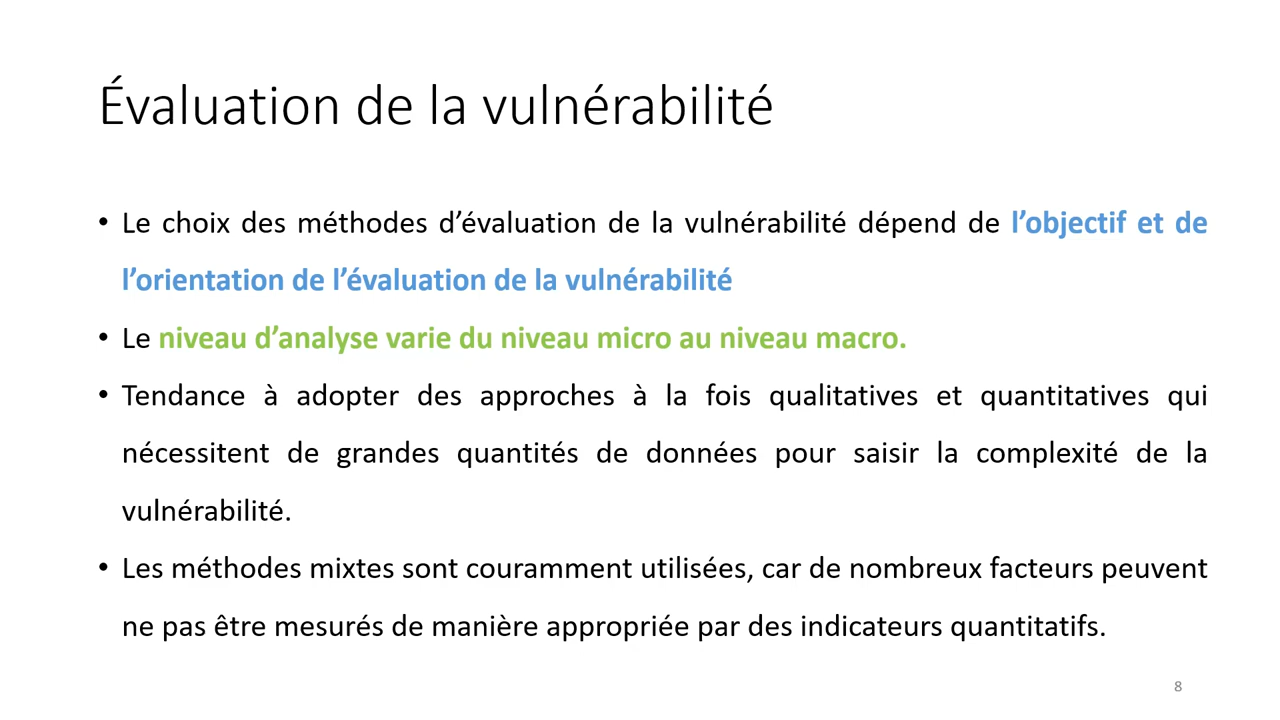 Évaluation de la vulnérabilité
• Le choix des méthodes d’évaluation de la vulnérabilité dépend de l’objectif et de
l’orientation de l’évaluation de la vulnérabilité
• Le niveau d’analyse varie du niveau micro au niveau macro.
• Tendance à adopter des approches à la fois qualitatives et quantitatives qui
nécessitent de grandes quantités de données pour saisir la complexité de la
vulnérabilité.
• Les méthodes mixtes sont couramment utilisées, car de nombreux facteurs peuvent
ne pas être mesurés de manière appropriée par des indicateurs quantitatifs.
8